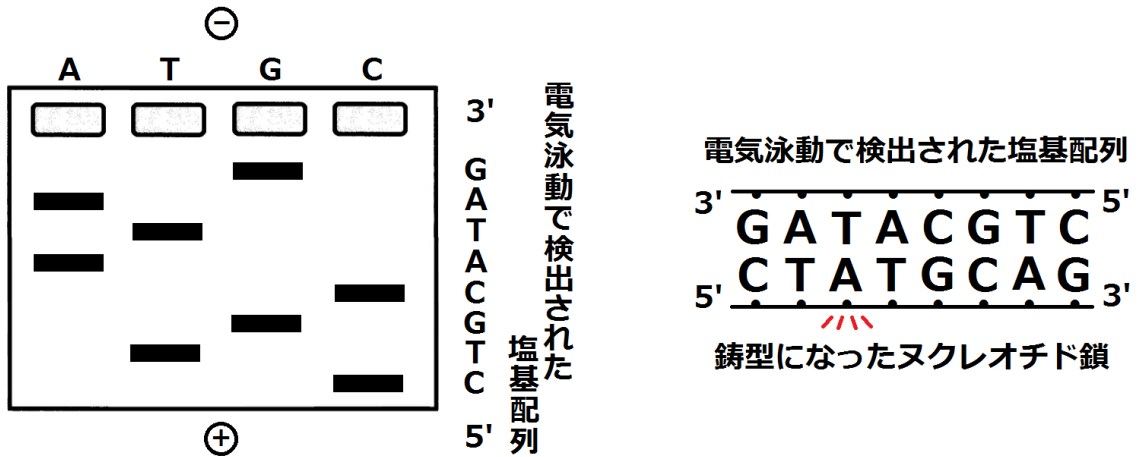 ⊖
A T G C
3'
G
A
T
A
C
G
T
C
5'
⊕
電気泳動で検出された
塩基配列
電気泳動で検出された塩基配列
3' 5'
GATACGTC
CTATGCAG
5' 3'
鋳型になったヌクレオチド鎖